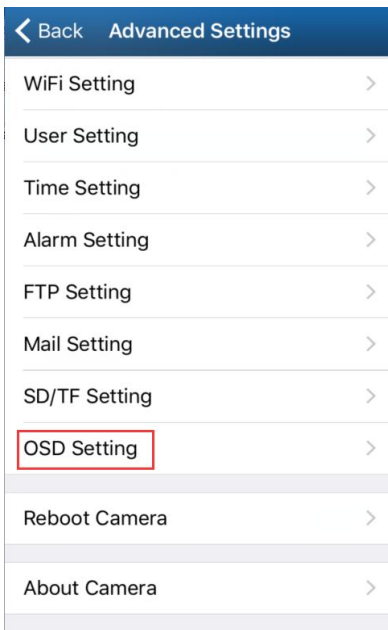 Back Advanced Settings
WiFi Setting
User Setting
Time Setting
Alarm Setting
FTP Setting
Mail Setting
SD/TF Setting
OSD Setting
Reboot Camera
About Camera